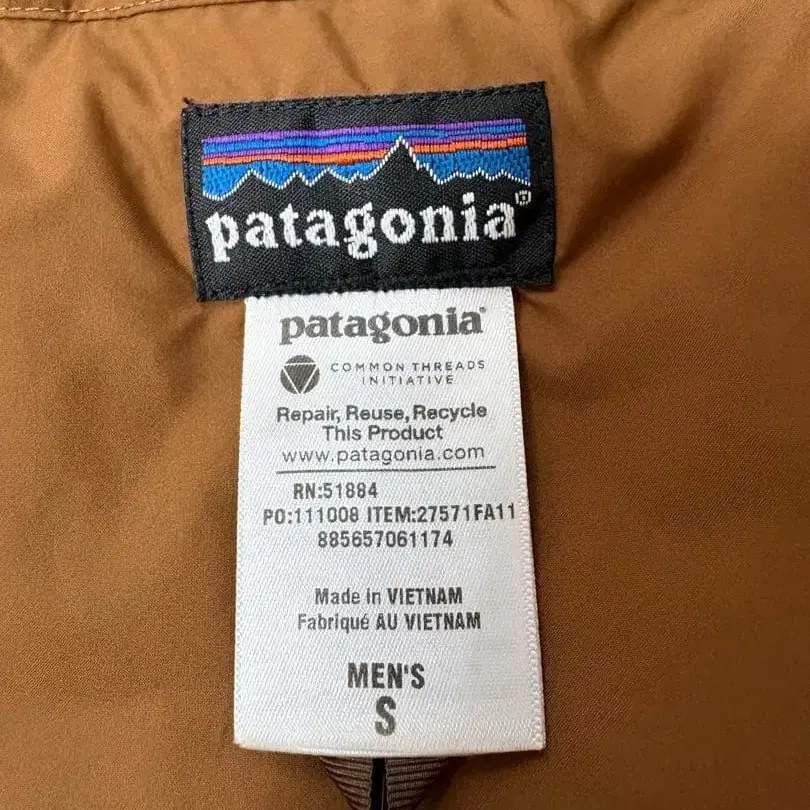 patagonia®
patagonia®
COMMON THREADS
INITIATIVE
Repair, Reuse, Recycle
This Product
www.patagonia.com
RN:51884
PO:111008 ITEM:27571FA11
885657061174
Made in VIETNAM
Fabriqué AU VIETNAM
MEN'S
S